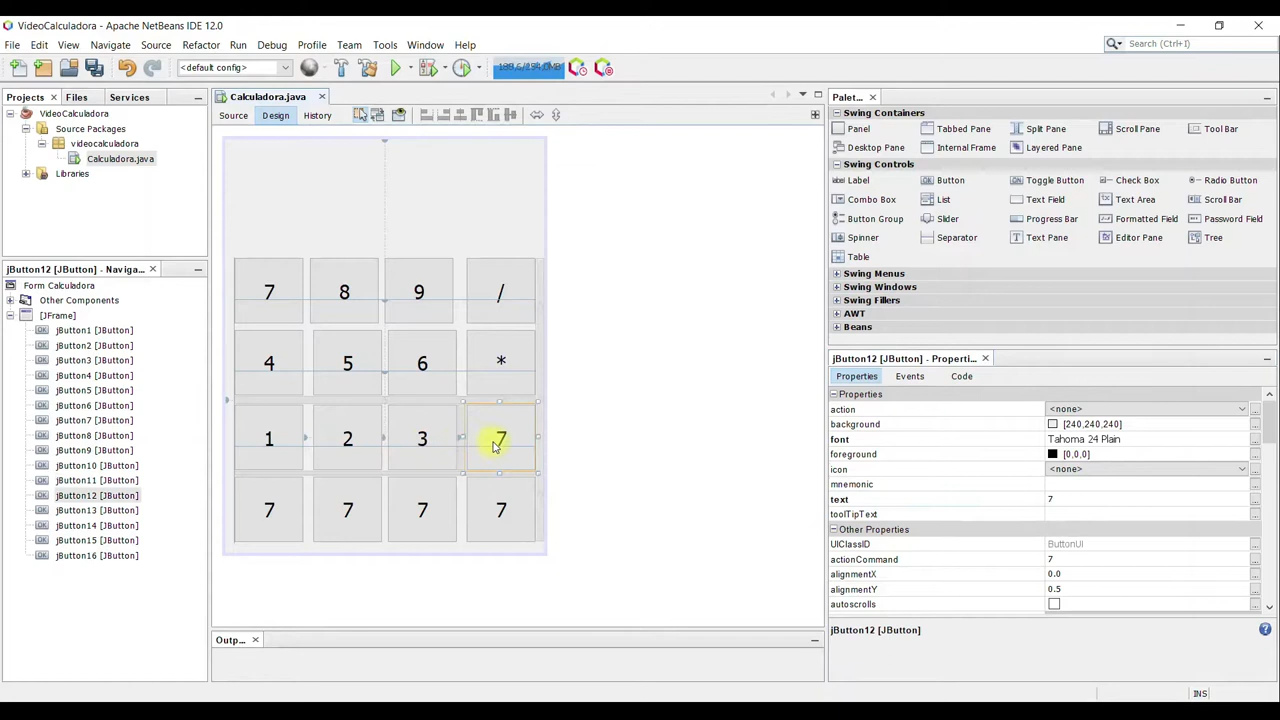 VideoCalculadora - Apache NetBeans IDE 12.0
File Edit View Navigate Source Refactor Run Debug Profile Team Tools Window Help
Search (Ctrl+I)
<default config>
Projects Files Services
Calculadora.java
Palet...
VideoCalculadora
Source Packages
videocalculadora
Calculadora.java
Libraries
Source Design History
Swing Containers
Panel Tabbed Pane Split Pane Scroll Pane Tool Bar
Desktop Pane Internal Frame Layered Pane
Swing Controls
Label Button Toggle Button Check Box Radio Button
Combo Box List Text Field Text Area Scroll Bar
Button Group Slider Progress Bar Formatted Field Password Field
Spinner Separator Text Pane Editor Pane Tree
Table
Swing Menus
Swing Windows
Swing Fillers
AWT
Beans
jButton12 [JButton] - Naviga...
Form Calculadora
Other Components
[JFrame]
jButton1 [JButton]
jButton2 [JButton]
jButton3 [JButton]
jButton4 [JButton]
jButton5 [JButton]
jButton6 [JButton]
jButton7 [JButton]
jButton8 [JButton]
jButton9 [JButton]
jButton10 [JButton]
jButton11 [JButton]
jButton12 [JButton]
jButton13 [JButton]
jButton14 [JButton]
jButton15 [JButton]
jButton16 [JButton]
7 8 9 /
4 5 6 *
1 2 3 7
7 7 7 7
jButton12 [JButton] - Properti...
Properties Events Code
Properties
action <none> ...
background [240,240,240] ...
font Tahoma 24 Plain ...
foreground [0,0,0] ...
icon <none> ...
mnemonic ...
text 7 ...
toolTipText ...
Other Properties
UIClassID ButtonUI ...
actionCommand 7 ...
alignmentX 0.0 ...
alignmentY 0.5 ...
autoscrolls ...
jButton12 [JButton]
Outp...
INS